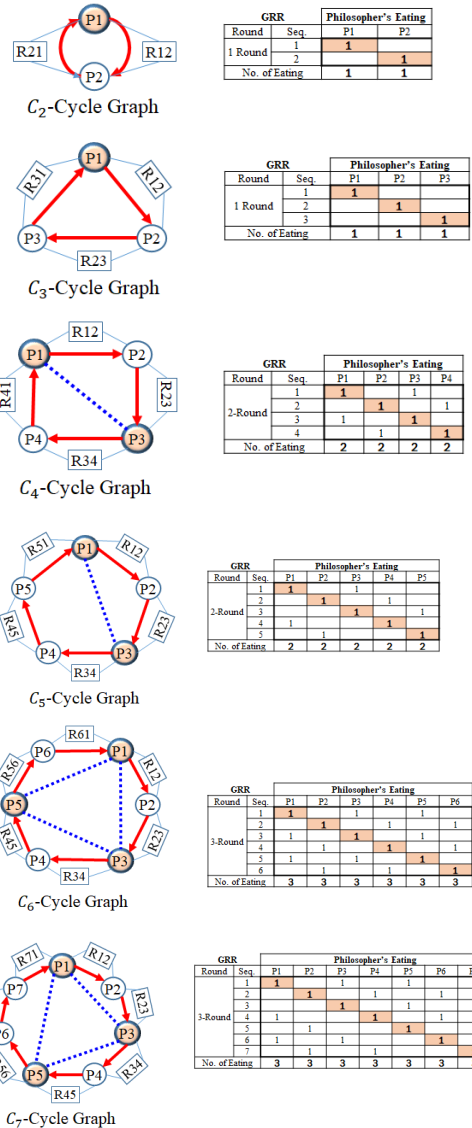 P1
R21
R12
P2
C2-Cycle Graph
GRR Philosopher's Eating
Round Seq. P1 P2
1 Round 1 1
2 1
No. of Eating 1 1
P1
R31
R12
P3
P2
R23
C3-Cycle Graph
GRR Philosopher's Eating
Round Seq. P1 P2 P3
1 Round 1 1
2 1
3 1
No. of Eating 1 1 1
R12
P1
P2
R41
R23
P4
P3
R34
C4-Cycle Graph
GRR Philosopher's Eating
Round Seq. P1 P2 P3 P4
2-Round 1 1 1
2 1 1
3 1 1
4 1 1
No. of Eating 2 2 2 2
R51
P1
R12
P5
P2
R45
R23
P4
P3
R34
C5-Cycle Graph
GRR Philosopher's Eating
Round Seq. P1 P2 P3 P4 P5
2-Round 1 1 1
2 1 1
3 1 1
4 1 1
5 1 1
No. of Eating 2 2 2 2 2
R61
P6
P1
R56
R12
P5
P2
R45
R23
P4
P3
R34
C6-Cycle Graph
GRR Philosopher's Eating
Round Seq. P1 P2 P3 P4 P5 P6
3-Round 1 1 1 1
2 1 1 1
3 1 1 1
4 1 1 1
5 1 1 1
6 1 1 1
No. of Eating 3 3 3 3 3 3
R71
P1
R12
P7
P2
R23
P6
P3
R56
R34
P5
P4
R45
C7-Cycle Graph
GRR Philosopher's Eating
Round Seq. P1 P2 P3 P4 P5 P6
3-Round 1 1 1 1
2 1 1 1
3 1 1
4 1 1 1
5 1 1
6 1 1 1
7 1 1
No. of Eating 3 3 3 3 3 3